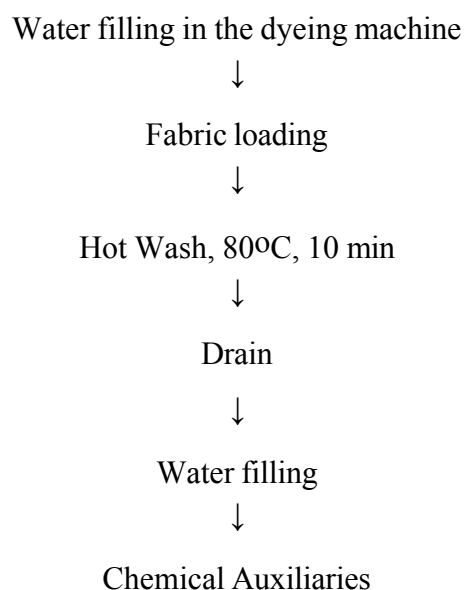 Water filling in the dyeing machine
↓
Fabric loading
↓
Hot Wash, 80ºC, 10 min
↓
Drain
↓
Water filling
↓
Chemical Auxiliaries